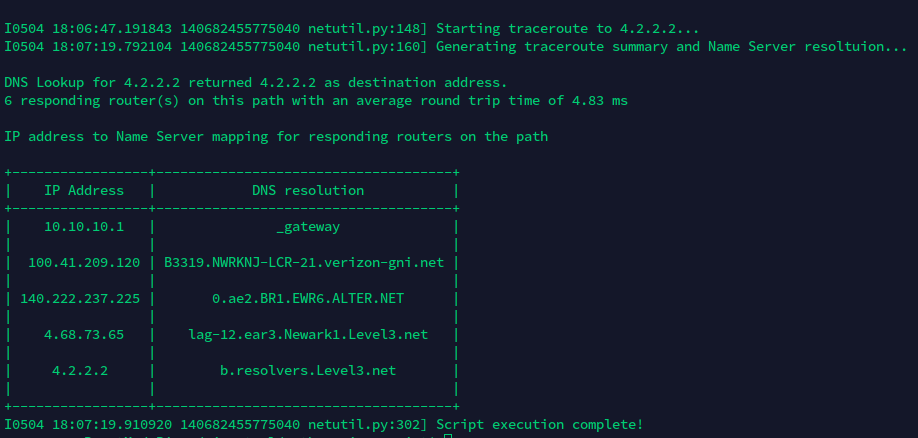 I0504 18:06:47.191843 140682455775040 netutil.py:148] Starting traceroute to 4.2.2.2...
I0504 18:07:19.792104 140682455775040 netutil.py:160] Generating traceroute summary and Name Server resoltuion...
DNS Lookup for 4.2.2.2 returned 4.2.2.2 as destination address.
6 responding router(s) on this path with an average round trip time of 4.83 ms
IP address to Name Server mapping for responding routers on the path
+-----------------+-------------------------------------+
|    IP Address   |            DNS resolution           |
+-----------------+-------------------------------------+
|    10.10.10.1   |               _gateway              |
|                 |                                     |
|  100.41.209.120 | B3319.NWRKNJ-LCR-21.verizon-gni.net |
|                 |                                     |
| 140.222.237.225 |       0.ae2.BR1.EWR6.ALTER.NET      |
|                 |                                     |
|    4.68.73.65   |    lag-12.ear3.Newark1.Level3.net   |
|                 |                                     |
|     4.2.2.2     |        b.resolvers.Level3.net       |
|                 |                                     |
+-----------------+-------------------------------------+
I0504 18:07:19.910920 140682455775040 netutil.py:302] Script execution complete!